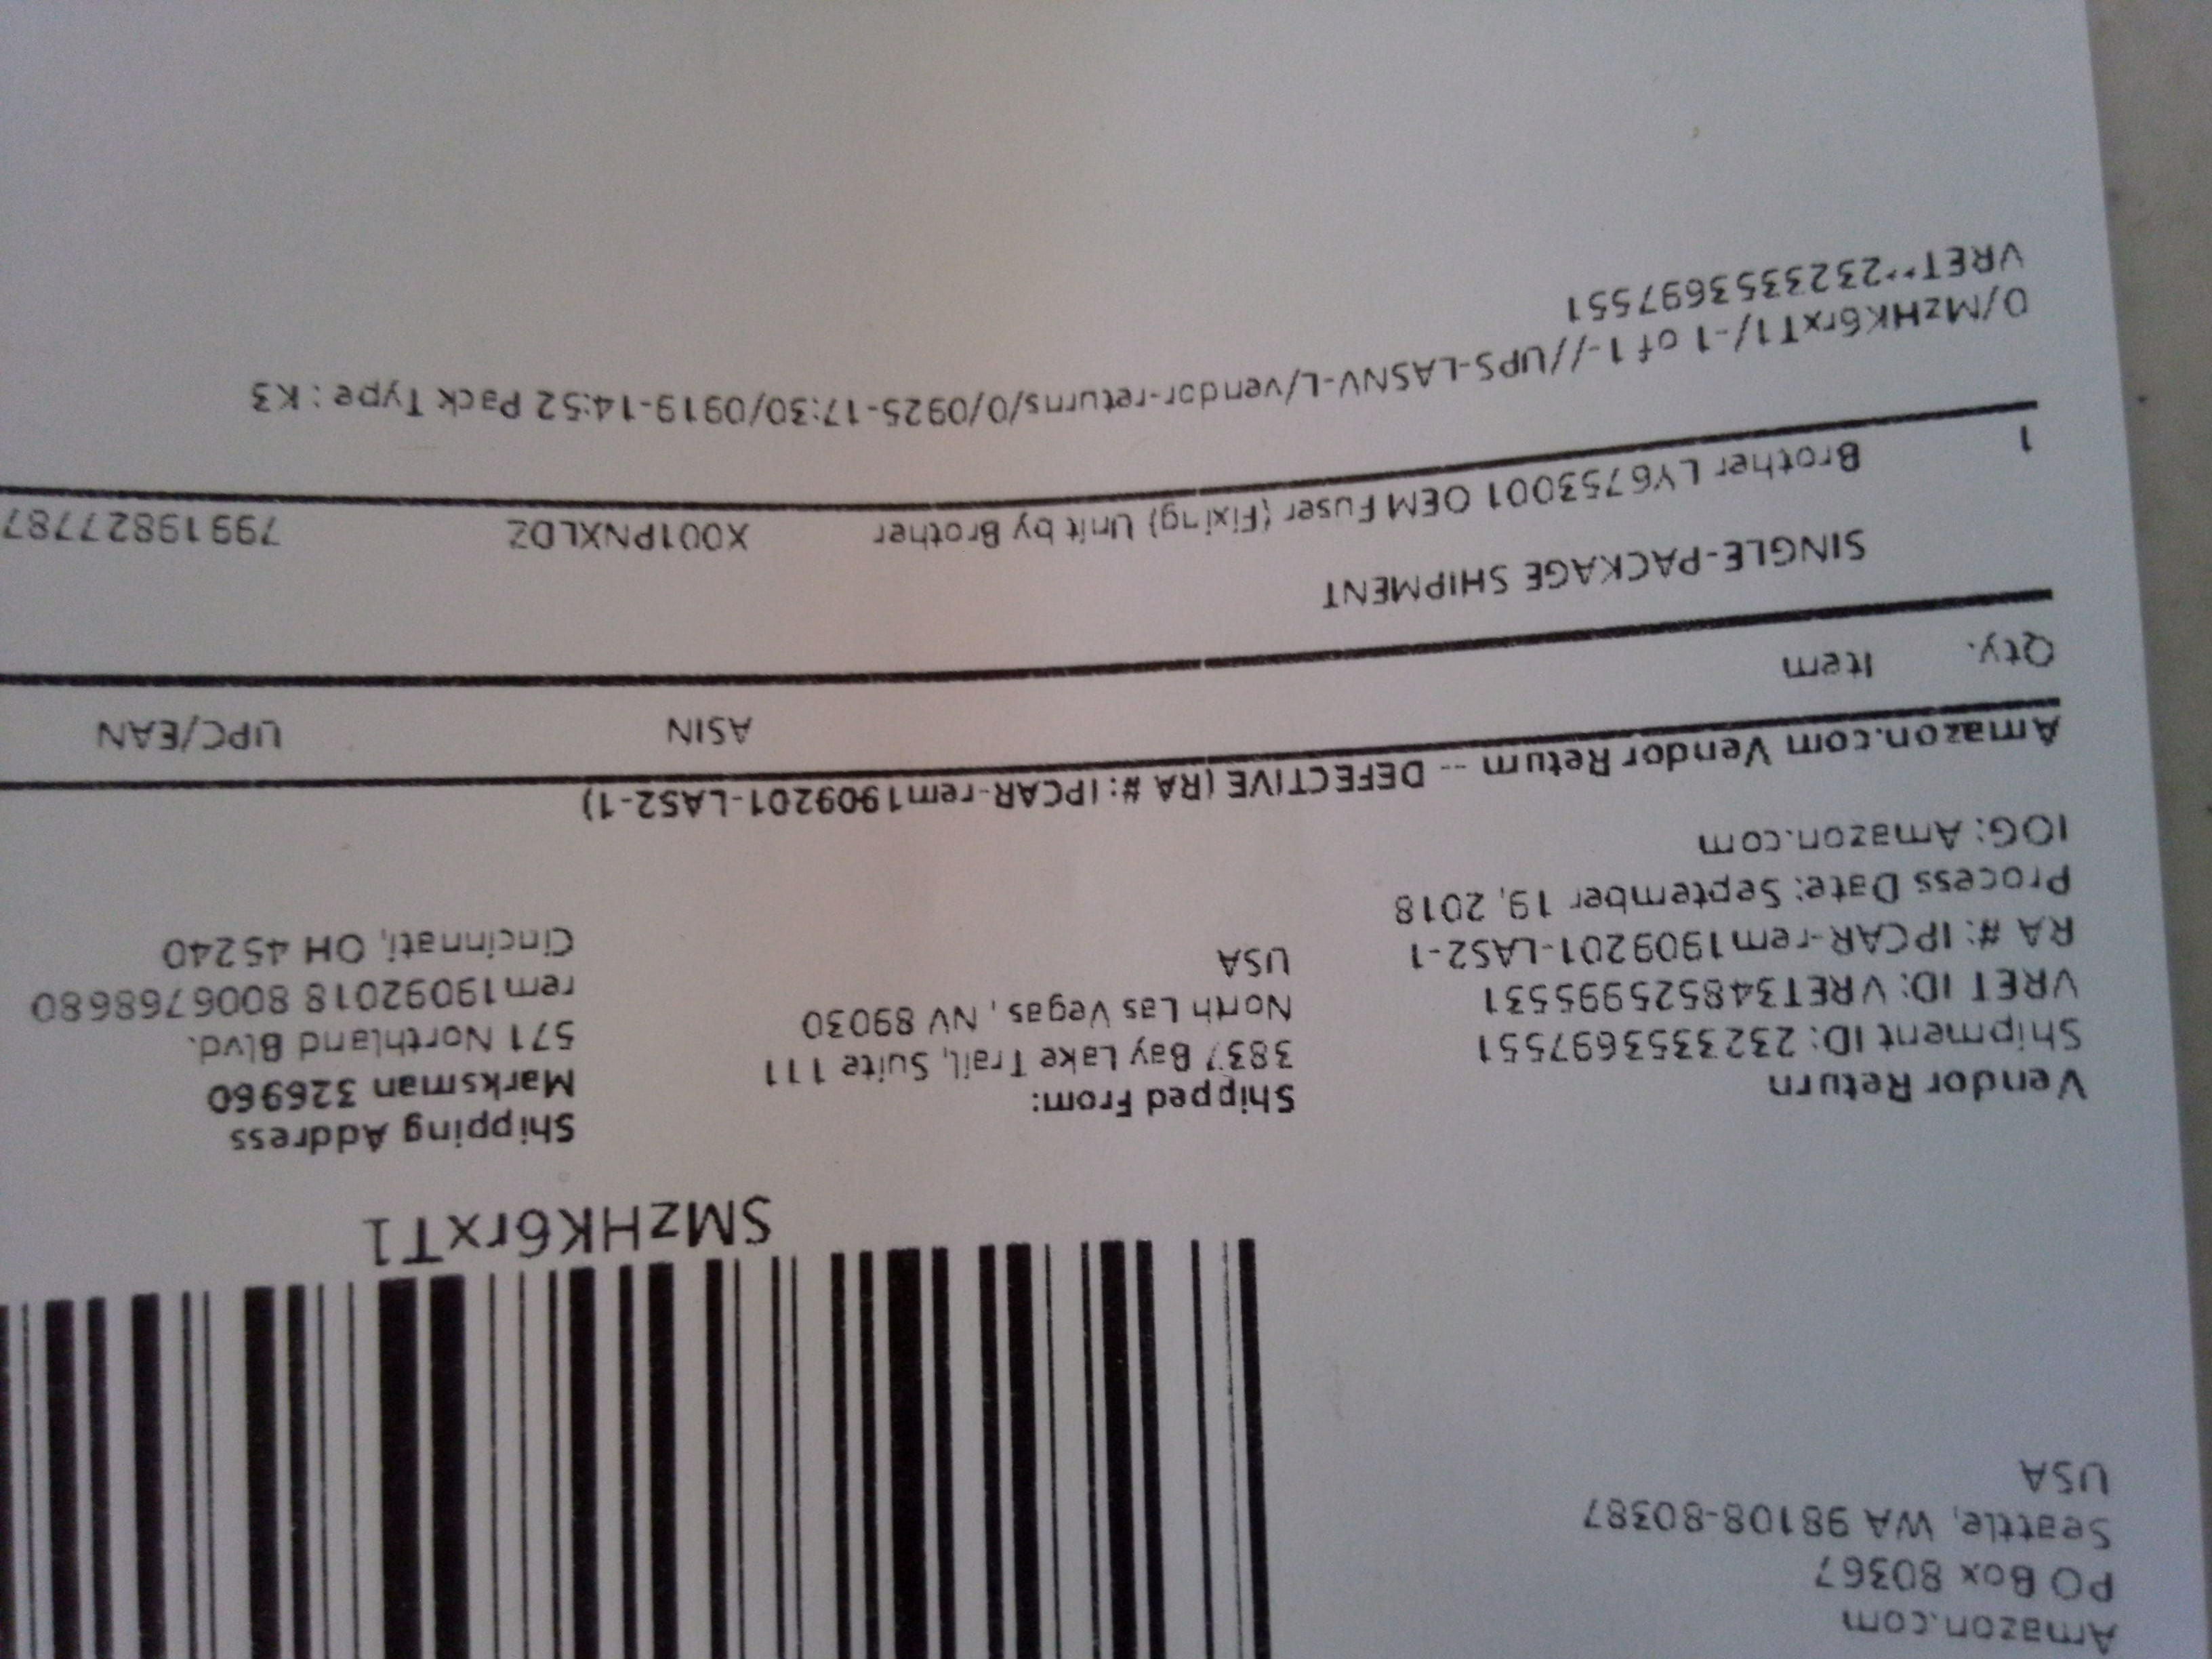 Amazon.com
PO Box 80367
Seattle, WA 98108-80387
USA
SMzHK6rxT1
Vendor Return
Shipment ID: 2323353697551
VRET ID: VRET3485259955​31
RA #: IPCAR-rem1909201-LAS2-1
Process Date: September 19, 2018
IOG: Amazon.com
Shipped From:
3837 Bay Lake Trail, Suite 111
North Las Vegas , NV 89030
USA
Shipping Address
Marksman 326960
571 Northland Blvd.
rem19092018 8006768680
Cincinnati, OH 45240
Amazon.com Vendor Return -- DEFECTIVE (RA #: IPCAR-rem1909201-LAS2-1)
Qty. Item ASIN UPC/EAN
SINGLE-PACKAGE SHIPMENT
1 Brother LY6753001 OEM Fuser (Fixing) Unit by Brother X001PNXLDZ 79919827787
0/MzHK6rxT1/-1 of 1-//UPS-LASNV-L/vendor-returns/0/0925-17:30/0919-14:52 Pack Type : K3
VRET**2323353697551